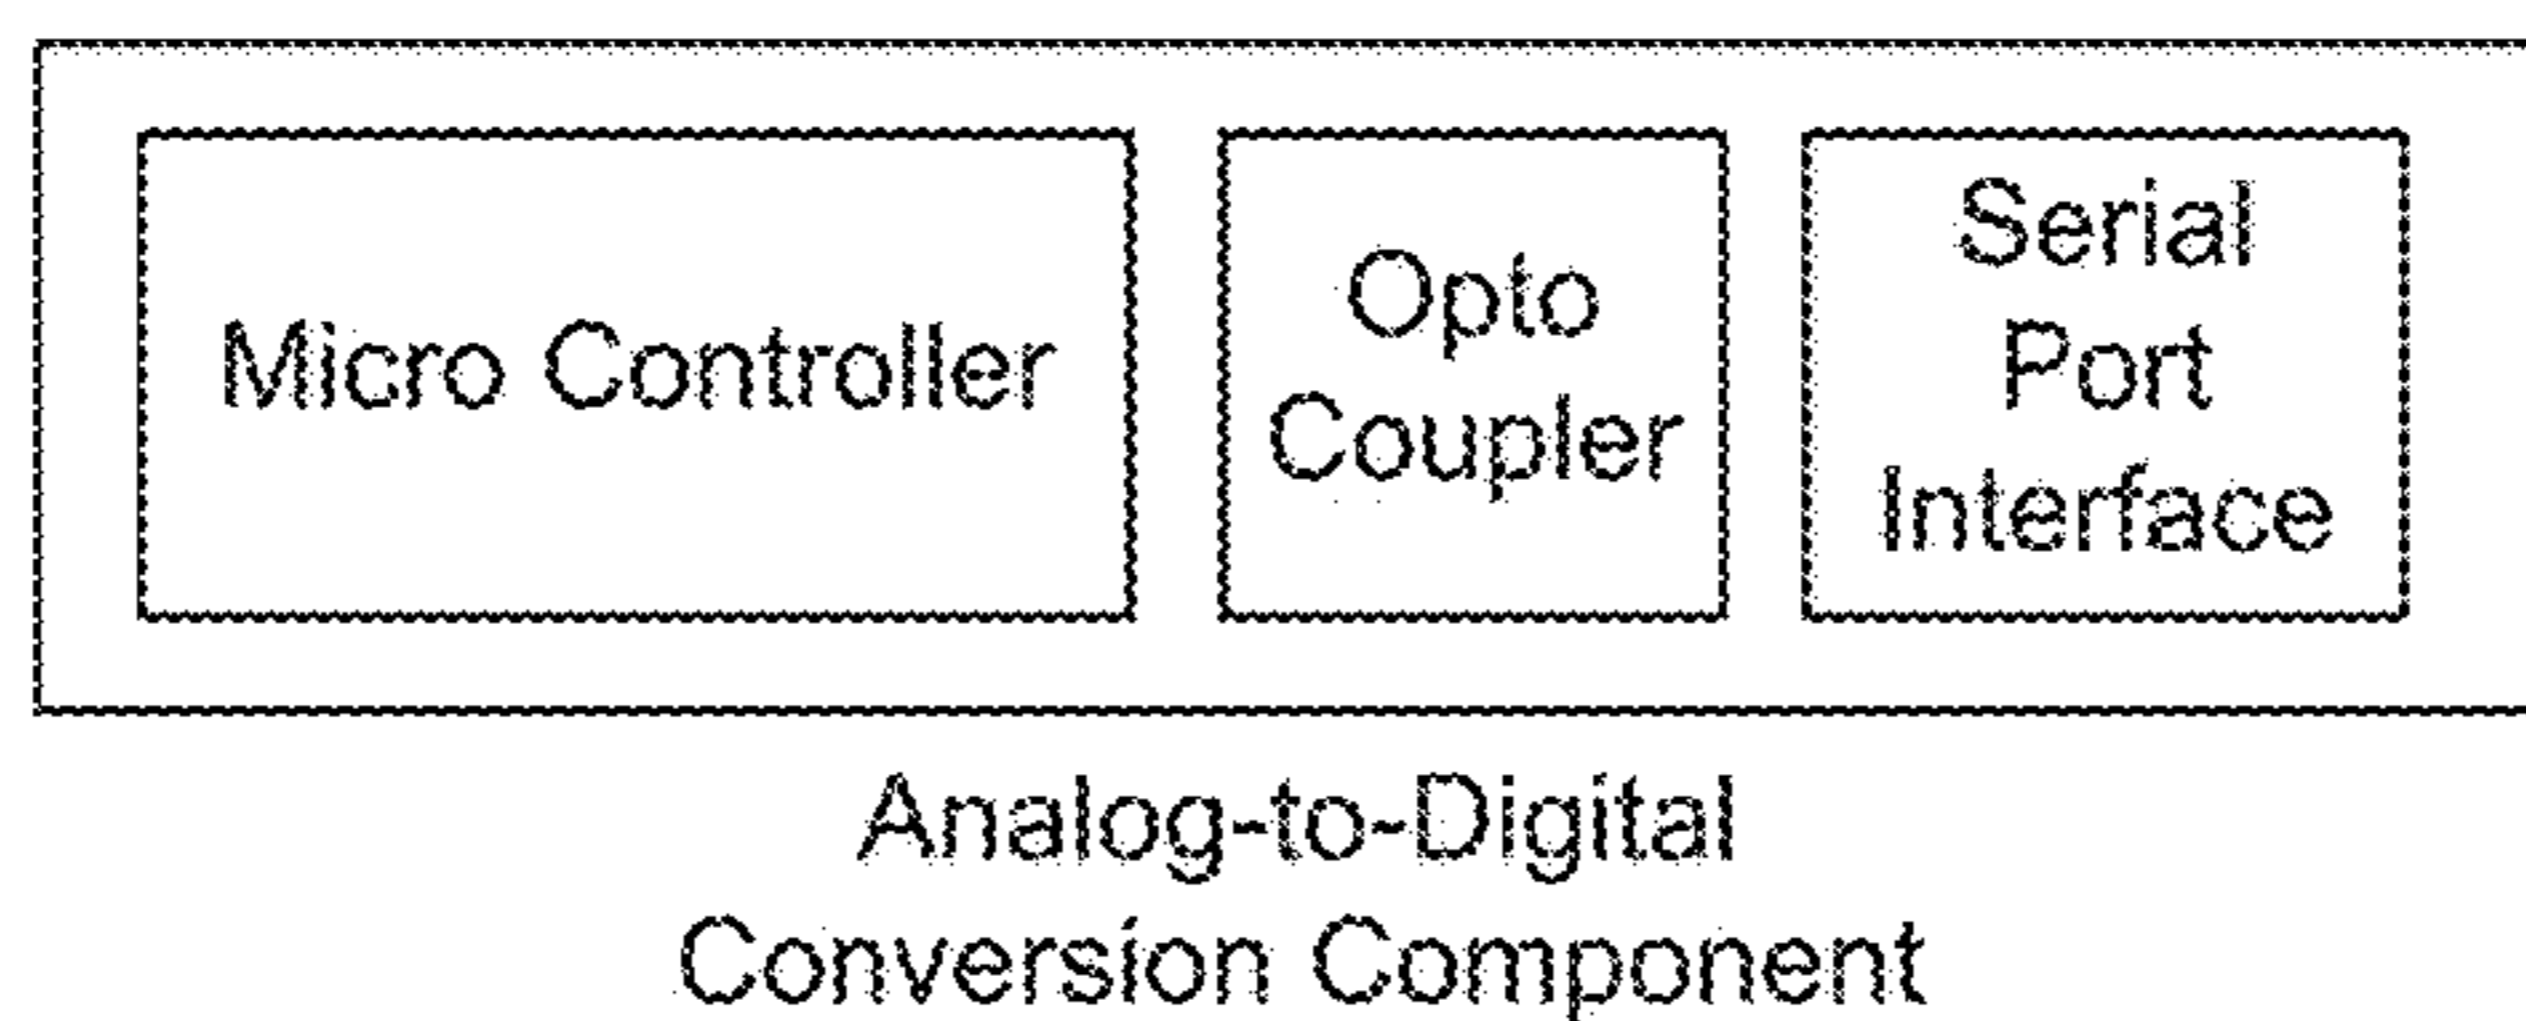 Micro Controller
Opto
Coupler
Serial
Port
Interface
Analog-to-Digital
Conversion Component